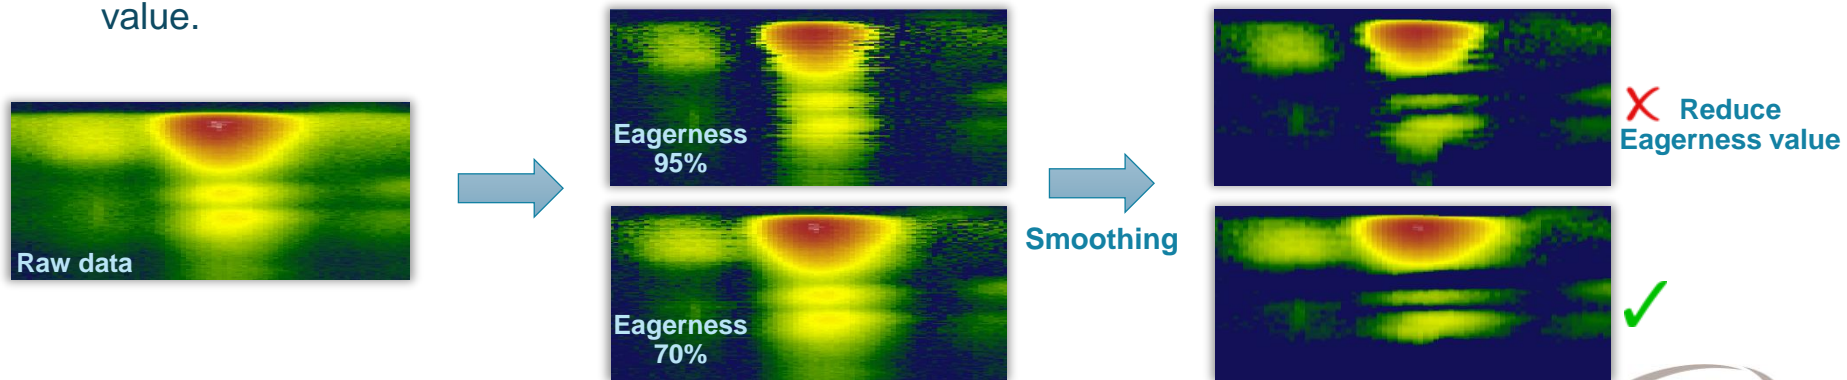 value.
Raw data
Eagerness
95%
Eagerness
70%
Smoothing
Reduce
Eagerness value